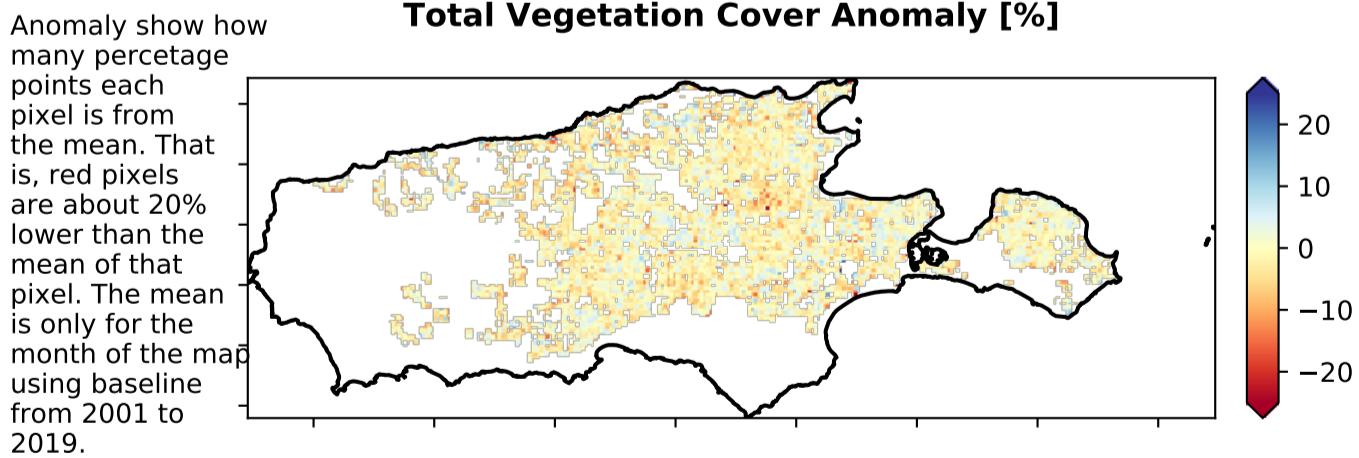 Total Vegetation Cover Anomaly [%]
Anomaly show how
many percetage
points each
pixel is from
the mean. That
is, red pixels
are about 20%
lower than the
mean of that
pixel. The mean
is only for the
month of the map
using baseline
from 2001 to
2019.
20
10
0
−10
−20